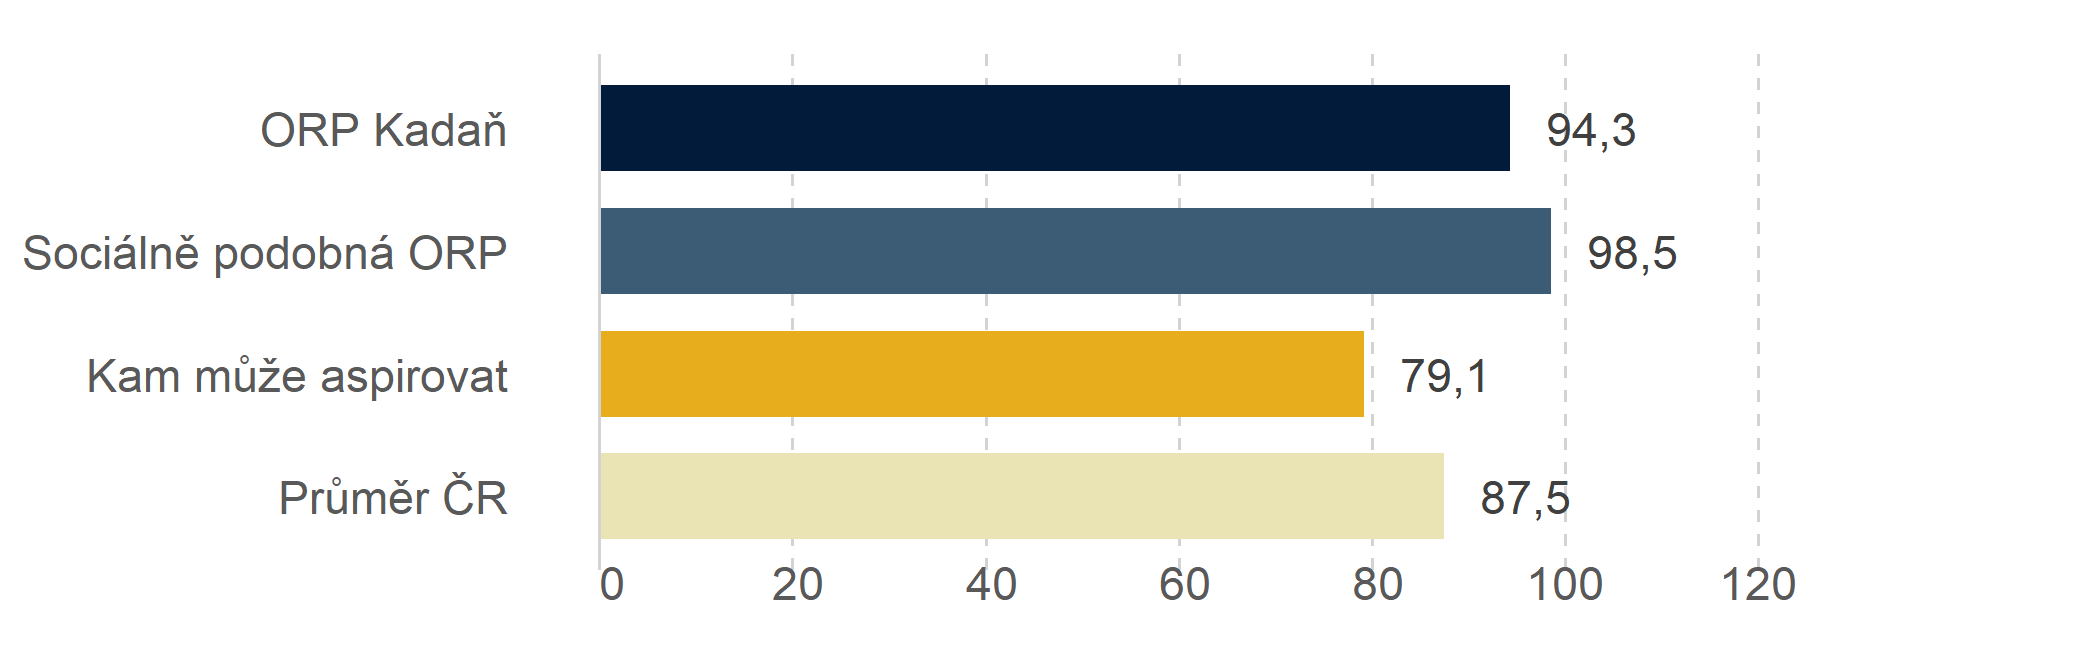 ORP Kadaň
94,3
Sociálně podobná ORP
98,5
Kam může aspirovat
79,1
Průměr ČR
87,5
0 20 40 60 80 100 120